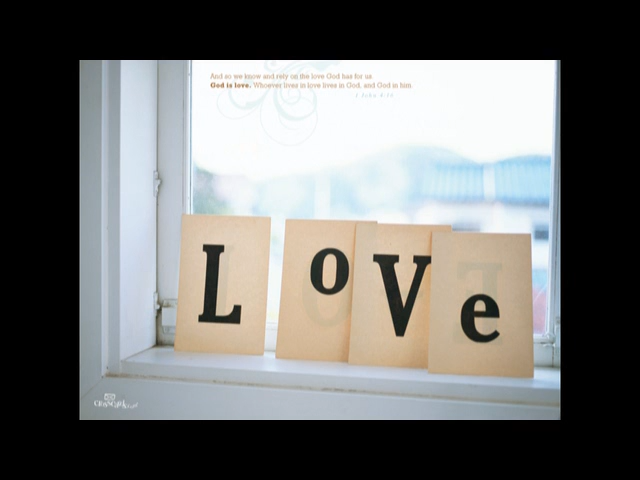 And so we know and rely on the love God has for us.
God is love. Whoever lives in love lives in God, and God in him.
1 John 4:16
L o V e